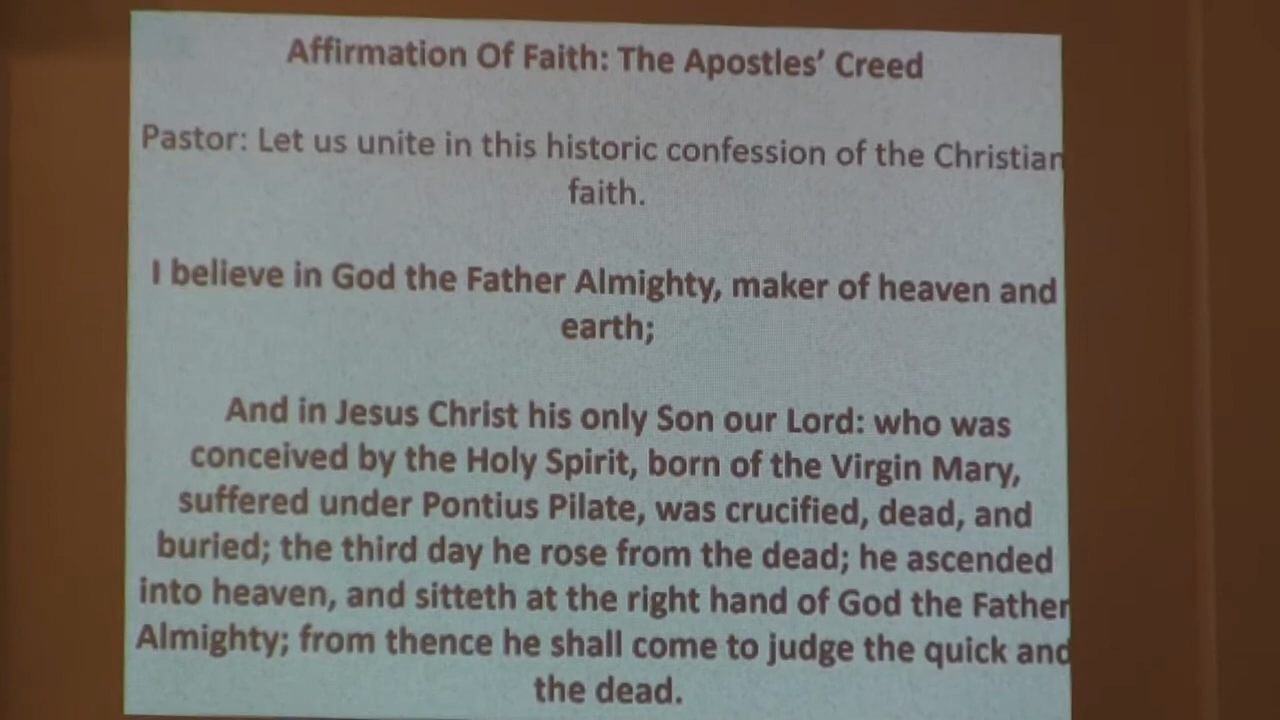 Affirmation Of Faith: The Apostles’ Creed
Pastor: Let us unite in this historic confession of the Christian
faith.
I believe in God the Father Almighty, maker of heaven and
earth;
And in Jesus Christ his only Son our Lord: who was
conceived by the Holy Spirit, born of the Virgin Mary,
suffered under Pontius Pilate, was crucified, dead, and
buried; the third day he rose from the dead; he ascended
into heaven, and sitteth at the right hand of God the Father
Almighty; from thence he shall come to judge the quick and
the dead.